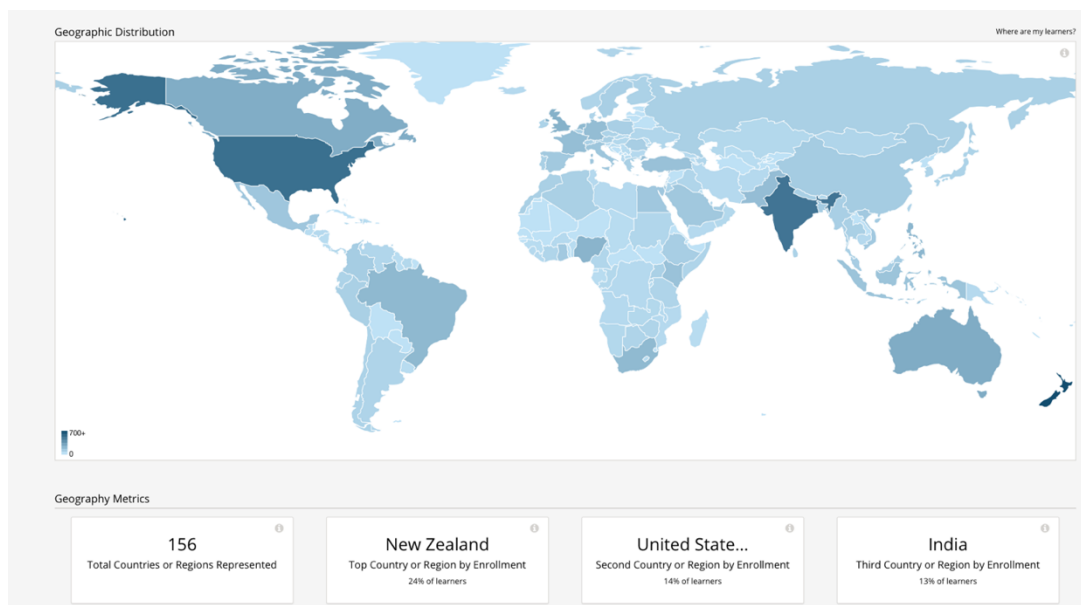 Geographic Distribution
Where are my learners?
700+
0
Geography Metrics
156
Total Countries or Regions Represented
New Zealand
Top Country or Region by Enrollment
24% of learners
United State...
Second Country or Region by Enrollment
14% of learners
India
Third Country or Region by Enrollment
13% of learners